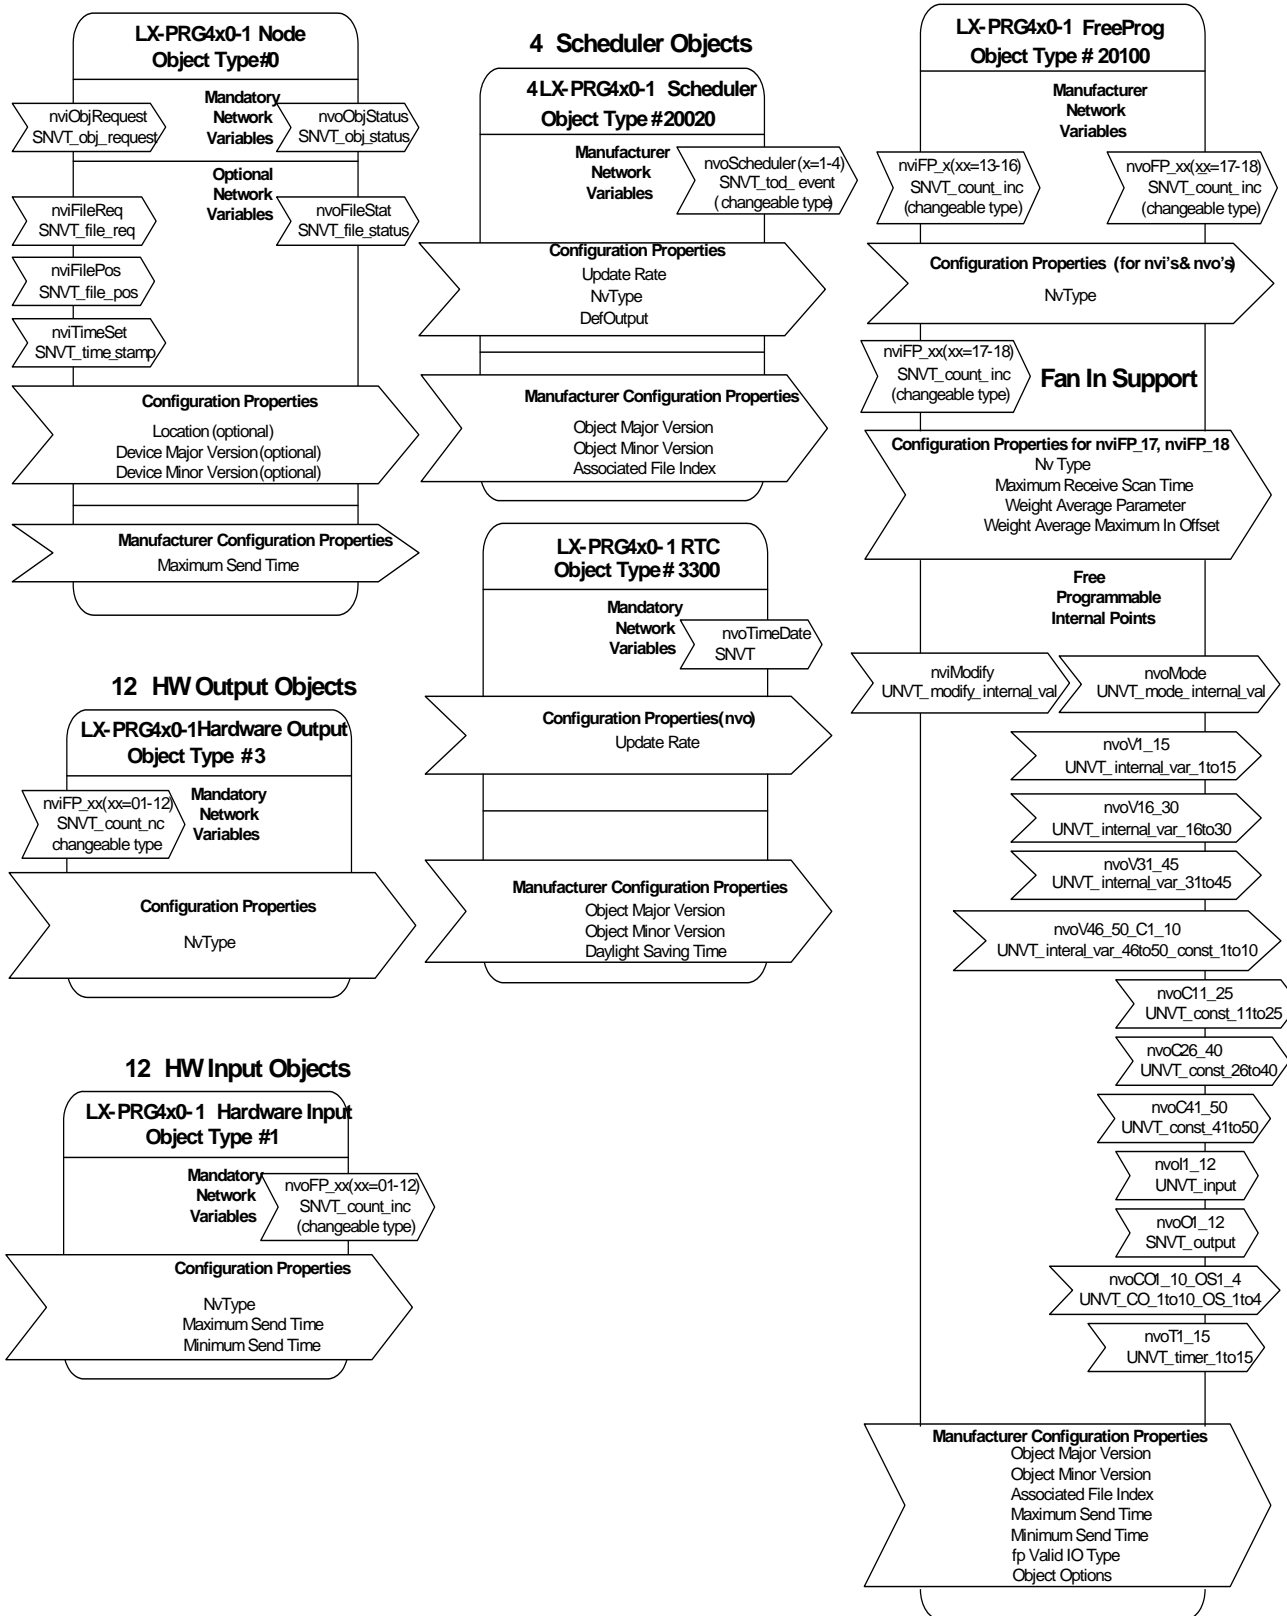 LX-PRG4x0-1 Node
Object Type#0
Mandatory
Network
Variables
nviObjRequest
SNVT_obj_request
nvoObjStatus
SNVT_obj_status
Optional
Network
Variables
nviFileReq
SNVT_file_req
nvoFileStat
SNVT_file_status
nviFilePos
SNVT_file_pos
nviTimeSet
SNVT_time_stamp
Configuration Properties
Location (optional)
Device Major Version (optional)
Device Minor Version (optional)
Manufacturer Configuration Properties
Maximum Send Time
12 HW Output Objects
LX-PRG4x0-1 Hardware Output
Object Type #3
nviFP_xx(xx=01-12)
SNVT_count_nc
changeable type
Mandatory
Network
Variables
Configuration Properties
NvType
12 HW Input Objects
LX-PRG4x0-1 Hardware Input
Object Type #1
Mandatory
Network
Variables
nvoFP_xx(xx=01-12)
SNVT_count_inc
(changeable type)
Configuration Properties
NvType
Maximum Send Time
Minimum Send Time
4 Scheduler Objects
4 LX-PRG4x0-1 Scheduler
Object Type #20020
Manufacturer
Network
Variables
nvoScheduler (x=1-4)
SNVT_tod_event
(changeable type)
Configuration Properties
Update Rate
NvType
DefOutput
Manufacturer Configuration Properties
Object Major Version
Object Minor Version
Associated File Index
LX-PRG4x0-1 RTC
Object Type # 3300
Mandatory
Network
Variables
nvoTimeDate
SNVT
Configuration Properties(nvo)
Update Rate
Manufacturer Configuration Properties
Object Major Version
Object Minor Version
Daylight Saving Time
LX-PRG4x0-1 FreeProg
Object Type # 20100
Manufacturer
Network
Variables
nviFP_x(xx=13-16)
SNVT_count_inc
(changeable type)
nvoFP_xx(xx=17-18)
SNVT_count_inc
(changeable type)
Configuration Properties (for nvi's & nvo's)
NvType
nviFP_xx(xx=17-18)
SNVT_count_inc
(changeable type)
Fan In Support
Configuration Properties for nviFP_17, nviFP_18
Nv Type
Maximum Receive Scan Time
Weight Average Parameter
Weight Average Maximum In Offset
Free
Programmable
Internal Points
nviModify
UNVT_modify_internal_val
nvoMode
UNVT_mode_internal_val
nvoV1_15
UNVT_internal_var_1to15
nvoV16_30
UNVT_internal_var_16to30
nvoV31_45
UNVT_internal_var_31to45
nvoV46_50_C1_10
UNVT_interal_var_46to50_const_1to10
nvoC11_25
UNVT_const_11to25
nvoC26_40
UNVT_const_26to40
nvoC41_50
UNVT_const_41to50
nvoI1_12
UNVT_input
nvoO1_12
SNVT_output
nvoCO1_10_OS1_4
UNVT_CO_1to10_OS_1to4
nvoT1_15
UNVT_timer_1to15
Manufacturer Configuration Properties
Object Major Version
Object Minor Version
Associated File Index
Maximum Send Time
Minimum Send Time
fp Valid IO Type
Object Options